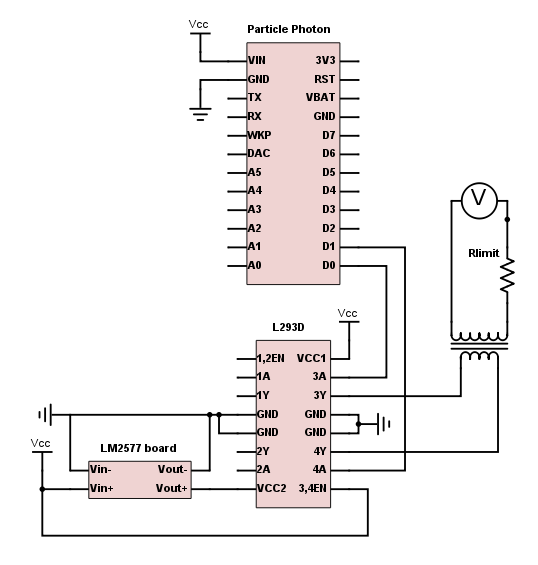 Vcc
Particle Photon
VIN 3V3
GND RST
TX VBAT
RX GND
WKP D7
DAC D6
A5 D5
A4 D4
A3 D3
A2 D2
A1 D1
A0 D0
V
Rlimit
Vcc
L293D
1,2EN VCC1
1A 3A
1Y 3Y
GND GND
GND GND
2Y 4Y
2A 4A
VCC2 3,4EN
Vcc
LM2577 board
Vin- Vout-
Vin+ Vout+